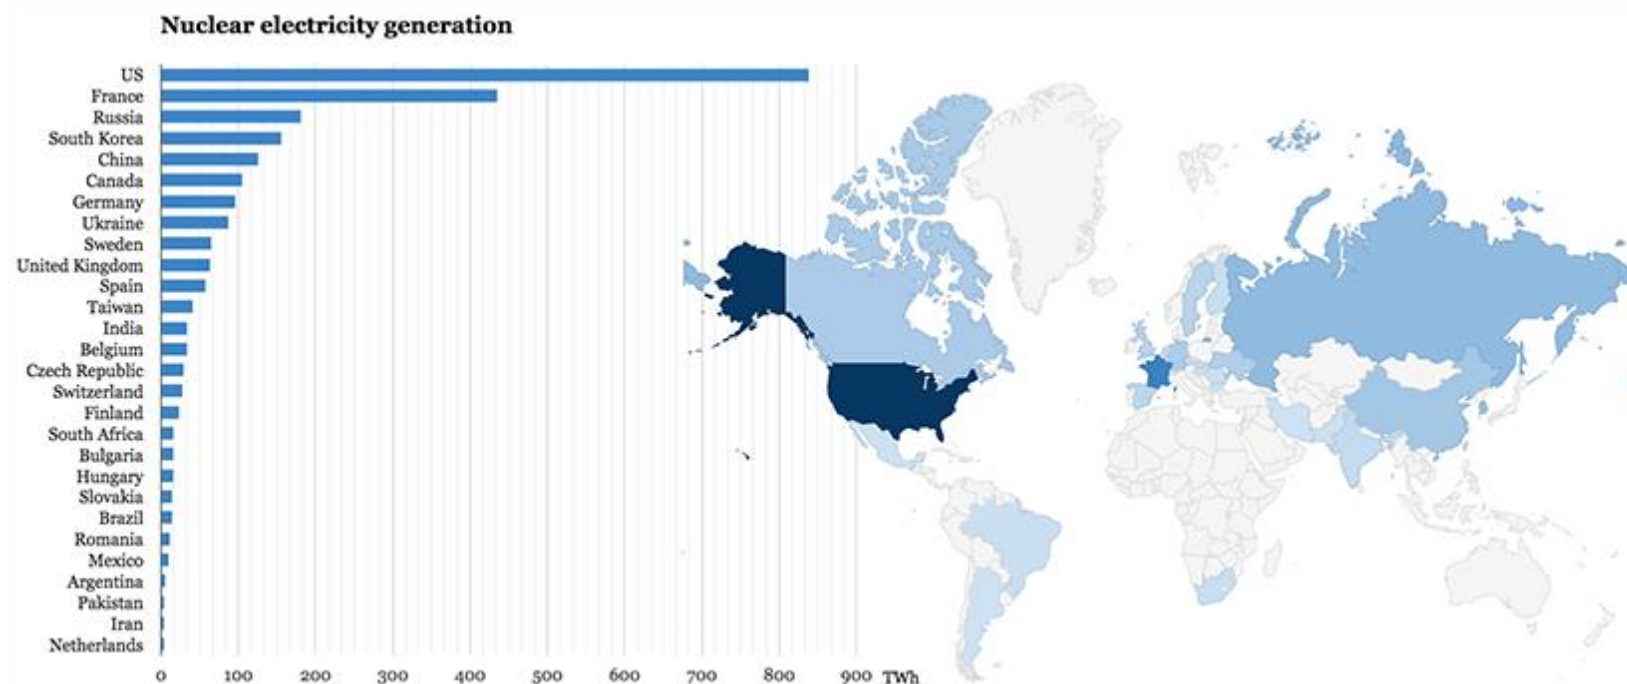 Nuclear electricity generation
US
France
Russia
South Korea
China
Canada
Germany
Ukraine
Sweden
United Kingdom
Spain
Taiwan
India
Belgium
Czech Republic
Switzerland
Finland
South Africa
Bulgaria
Hungary
Slovakia
Brazil
Romania
Mexico
Argentina
Pakistan
Iran
Netherlands
0 100 200 300 400 500 600 700 800 900 TWh